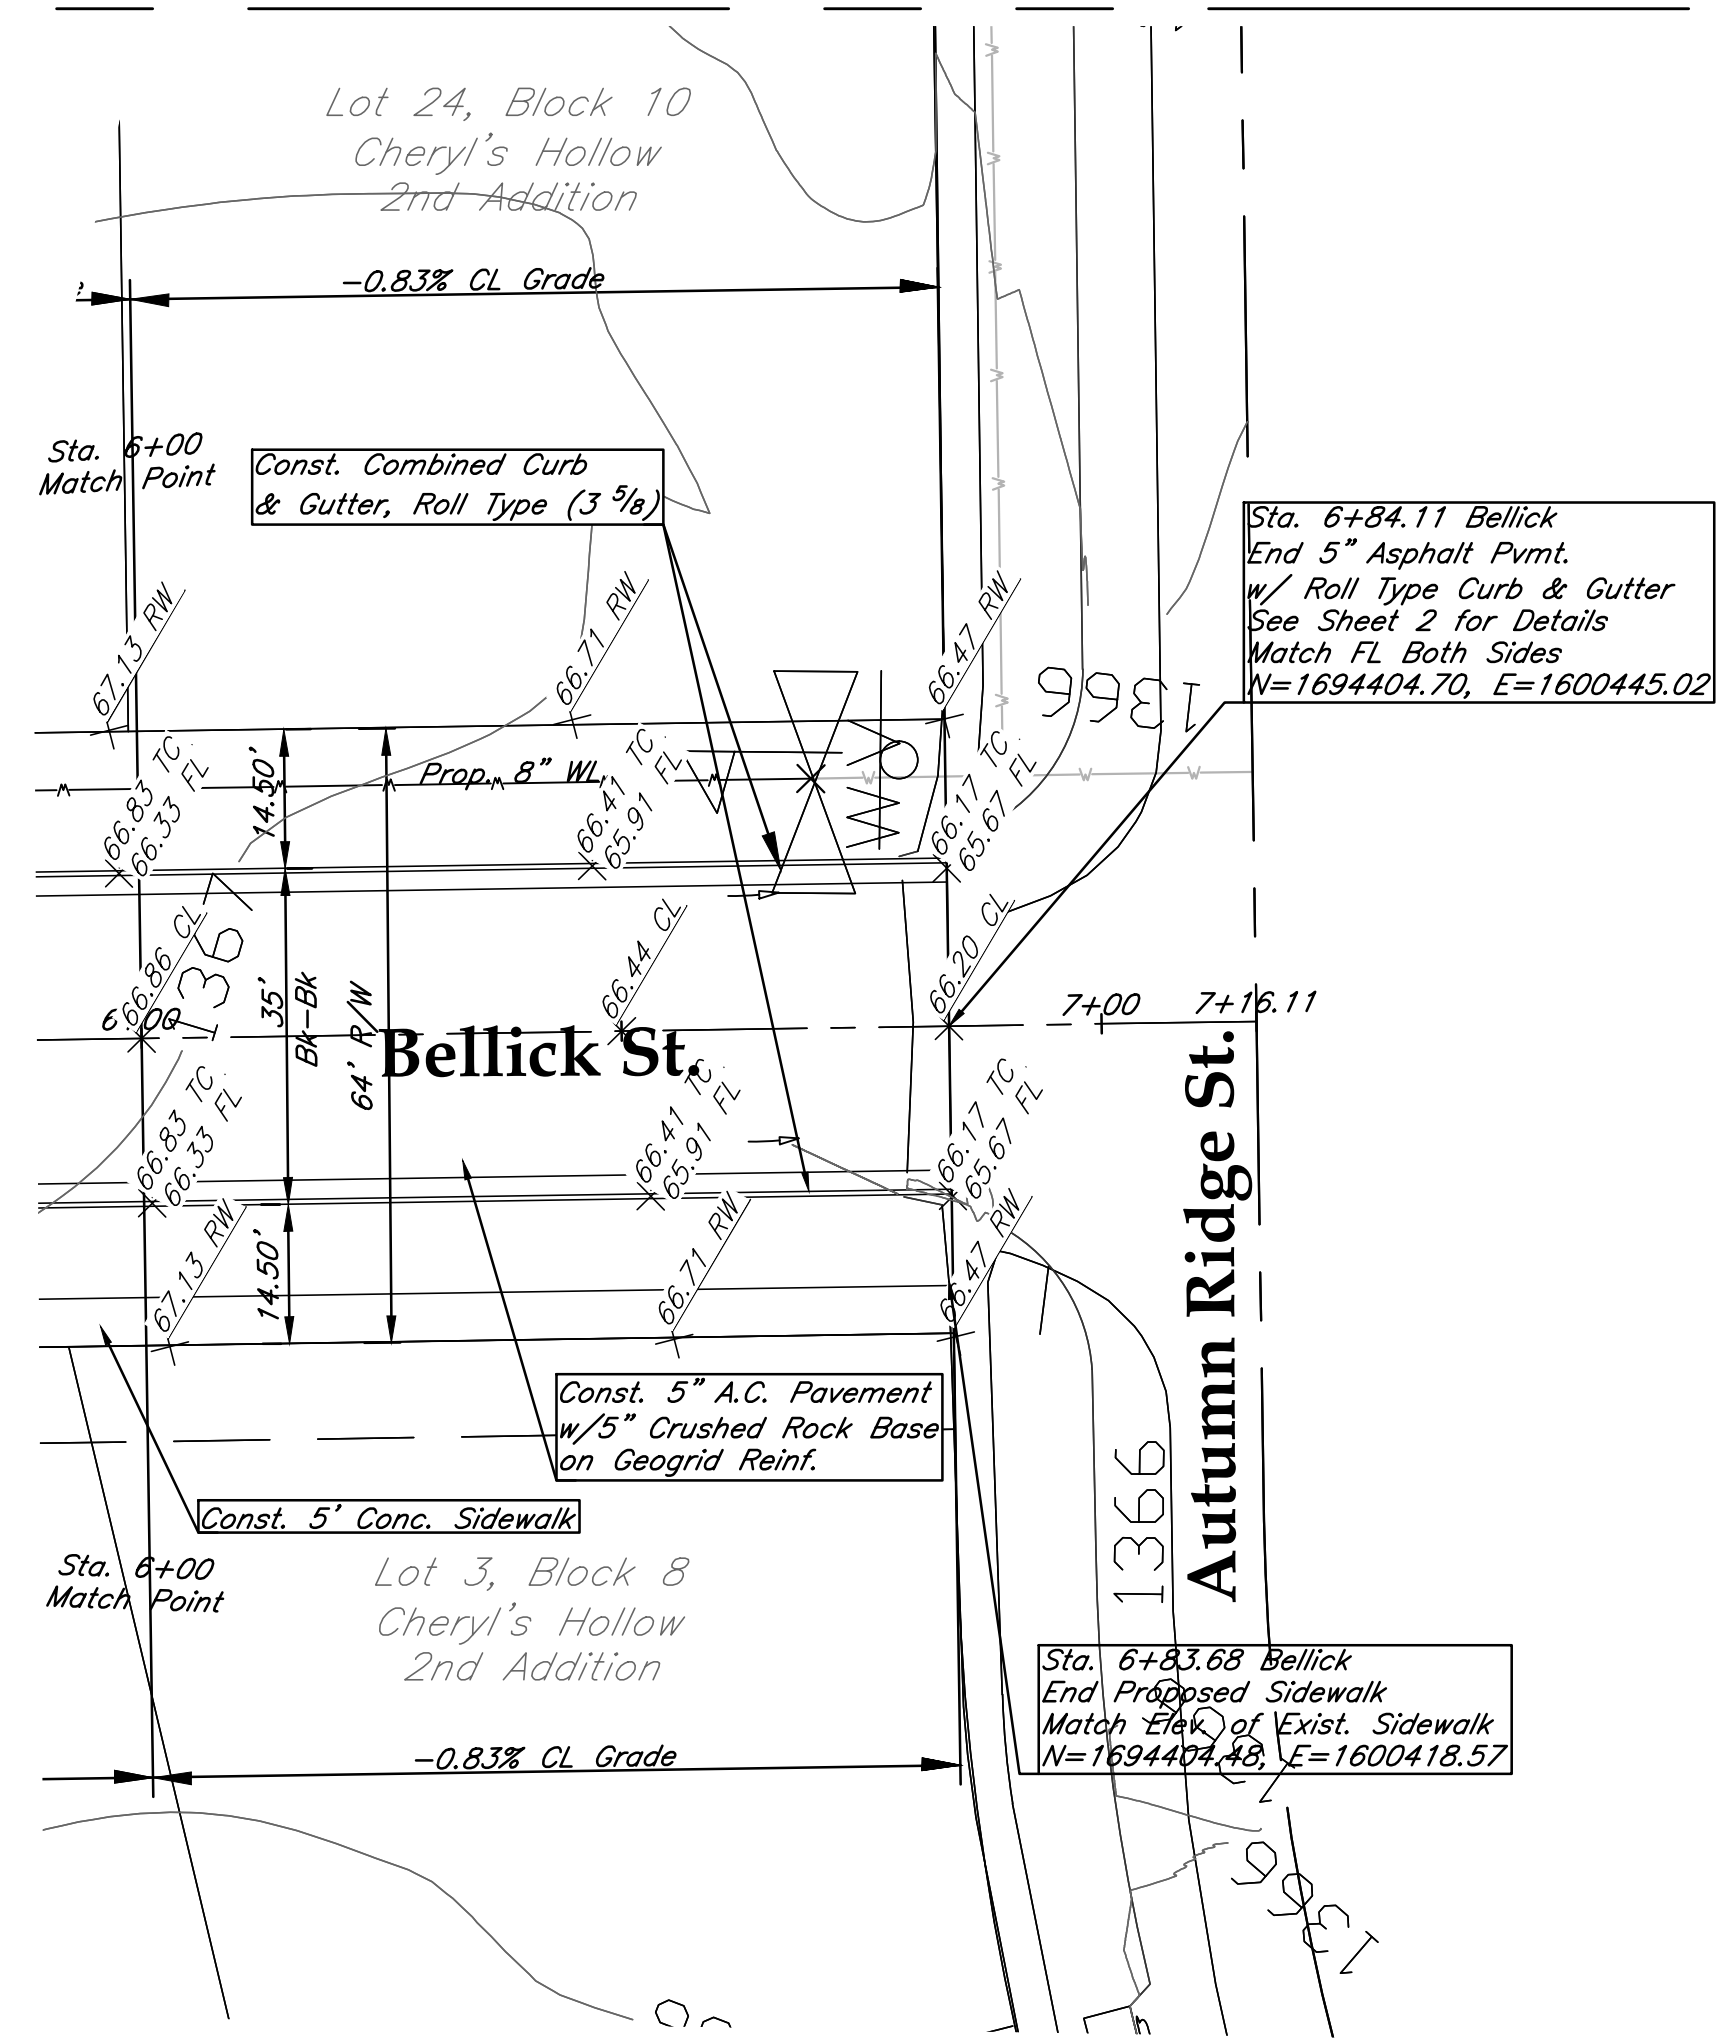 Lot 24, Block 10
Cheryl's Hollow
2nd Addition
-0.83% CL Grade
Sta. 6+00
Match Point
Const. Combined Curb
& Gutter, Roll Type (3 5/8)
Sta. 6+84.11 Bellick
End 5" Asphalt Pvmt.
w/ Roll Type Curb & Gutter
See Sheet 2 for Details
Match FL Both Sides
N=1694404.70, E=1600445.02
67.13 RW
66.71 RW
66.47 RW
1366
66.83 TC
66.33 FL
14.50'
Prop. 8" WL
66.41 TC
65.91 FL
W
66.17 TC
65.67 FL
1367
66.86 CL
66.44 CL
66.20 CL
6+00
35'
Bk-Bk
64' R/W
Bellick St.
7+00
7+16.11
Autumn Ridge St.
66.83 TC
66.33 FL
66.41 TC
65.91 FL
66.17 TC
65.67 FL
67.13 RW
14.50'
66.71 RW
66.47 RW
Const. 5" A.C. Pavement
w/5" Crushed Rock Base
on Geogrid Reinf.
1366
Const. 5' Conc. Sidewalk
Sta. 6+00
Match Point
Lot 3, Block 8
Cheryl's Hollow
2nd Addition
Sta. 6+83.68 Bellick
End Proposed Sidewalk
Match Elev. of Exist. Sidewalk
N=1694404.48, E=1600418.57
-0.83% CL Grade
1366